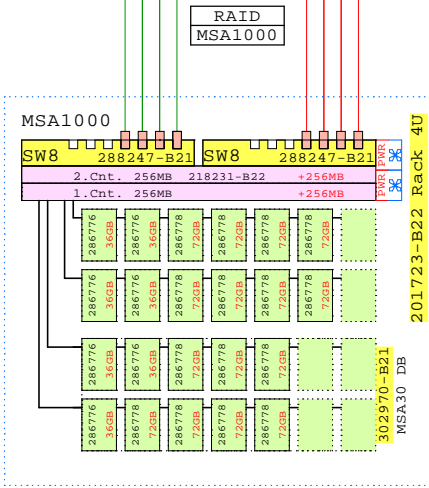 RAID
MSA1000
MSA1000
SW8 288247-B21 SW8 288247-B21 PWR
2.Cnt. 256MB 218231-B22 +256MB
1.Cnt. 256MB +256MB PWR
286776 36GB 286776 36GB 286778 72GB 286778 72GB 286778 72GB 286778 72GB
286776 36GB 286778 72GB 286778 72GB 286778 72GB 286778 72GB 286778 72GB
286776 36GB 286776 36GB 286778 72GB 286778 72GB 286778 72GB
286776 36GB 286778 72GB 286778 72GB 286778 72GB 286778 72GB
201723-B22 Rack 4U
302970-B21
MSA30 DB